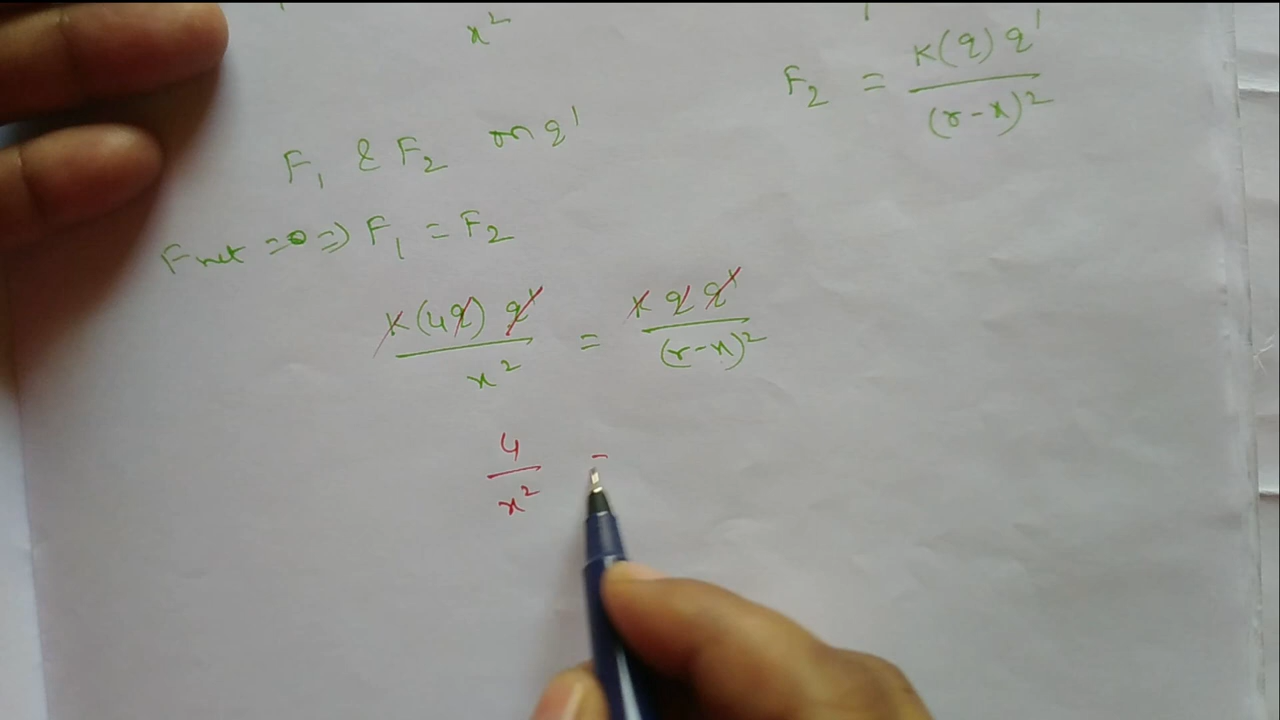 x²
F₂ = K(q) q' / (r-x)²
F₁ & F₂ on q'
Fnet = 0 => F₁ = F₂
K(4q) q' / x² = K q q' / (r-x)²
4 / x² -